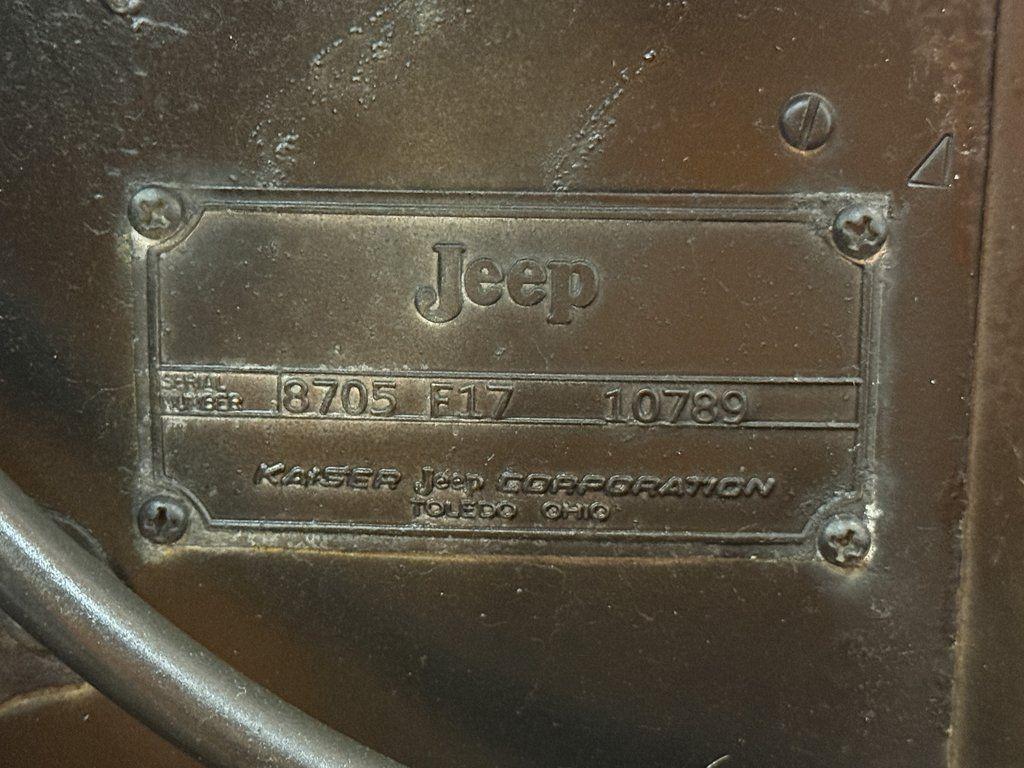 Jeep
SERIAL
NUMBER 8705 F17 10789
KAISER Jeep CORPORATION
TOLEDO OHIO